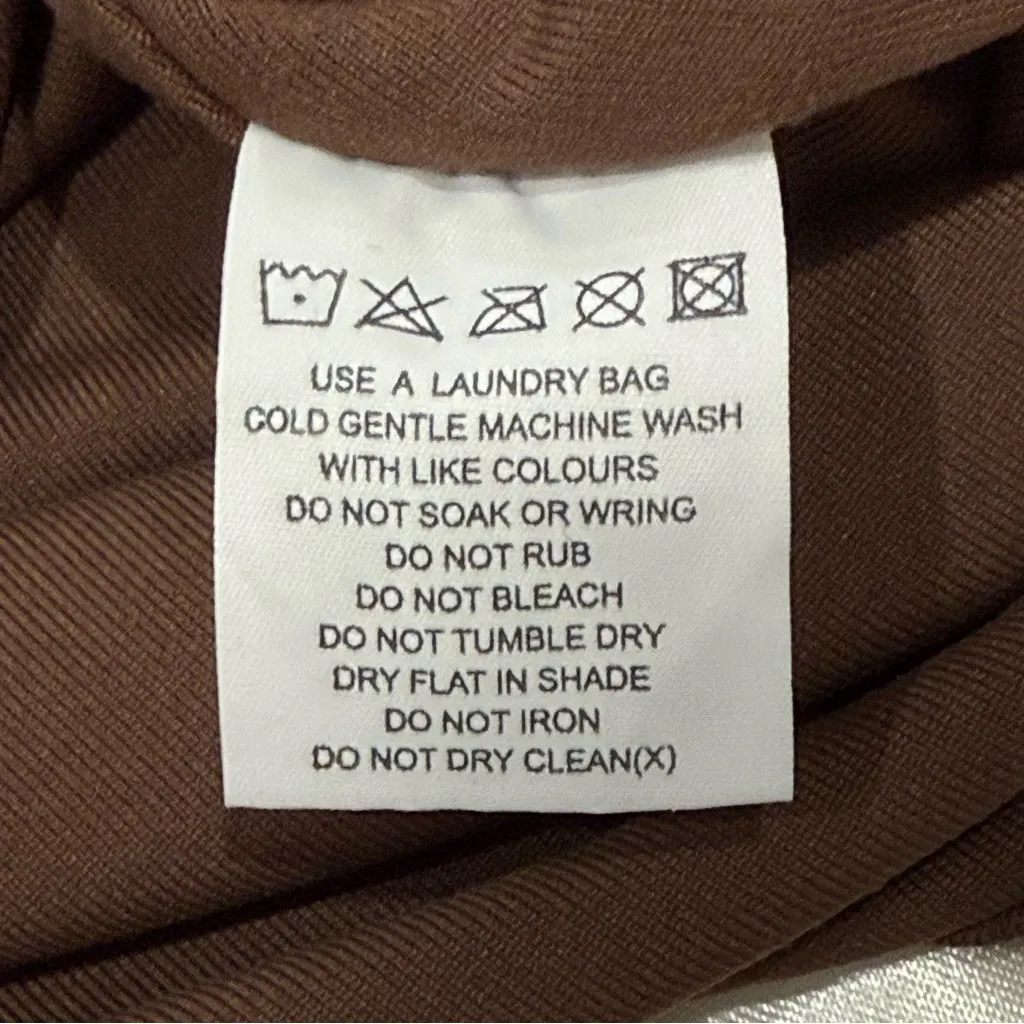 USE A LAUNDRY BAG
COLD GENTLE MACHINE WASH
WITH LIKE COLOURS
DO NOT SOAK OR WRING
DO NOT RUB
DO NOT BLEACH
DO NOT TUMBLE DRY
DRY FLAT IN SHADE
DO NOT IRON
DO NOT DRY CLEAN(X)